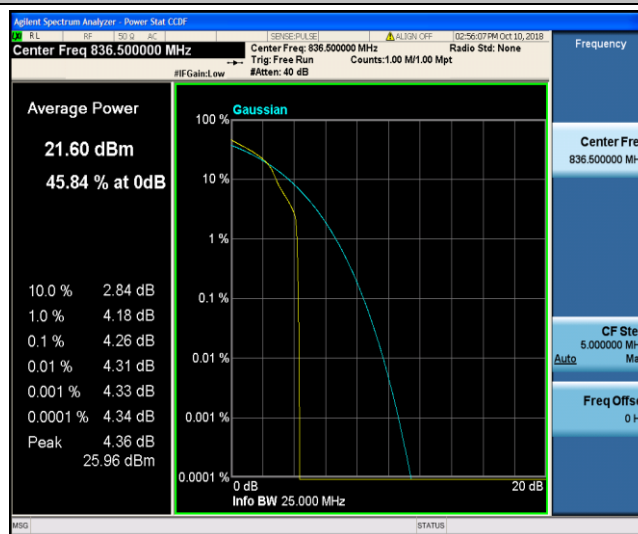 Agilent Spectrum Analyzer - Power Stat CCDF
RL RF 50 Ω AC SENSE:PULSE ALIGN OFF 02:56:07 PM Oct 10, 2018
Center Freq 836.500000 MHz
Center Freq: 836.500000 MHz Radio Std: None
Trig: Free Run Counts:1.00 M/1.00 Mpt
#IFGain:Low #Atten: 40 dB
Frequency
Average Power
21.60 dBm
45.84 % at 0dB
10.0 % 2.84 dB
1.0 % 4.18 dB
0.1 % 4.26 dB
0.01 % 4.31 dB
0.001 % 4.33 dB
0.0001 % 4.34 dB
Peak 4.36 dB
25.96 dBm
Gaussian
100 %
10 %
1 %
0.1 %
0.01 %
0.001 %
0.0001 %
0 dB 20 dB
Info BW 25.000 MHz
Center Fre
836.500000 MH
CF Ste
5.000000 MH
Auto Ma
Freq Offse
0 H
MSG STATUS